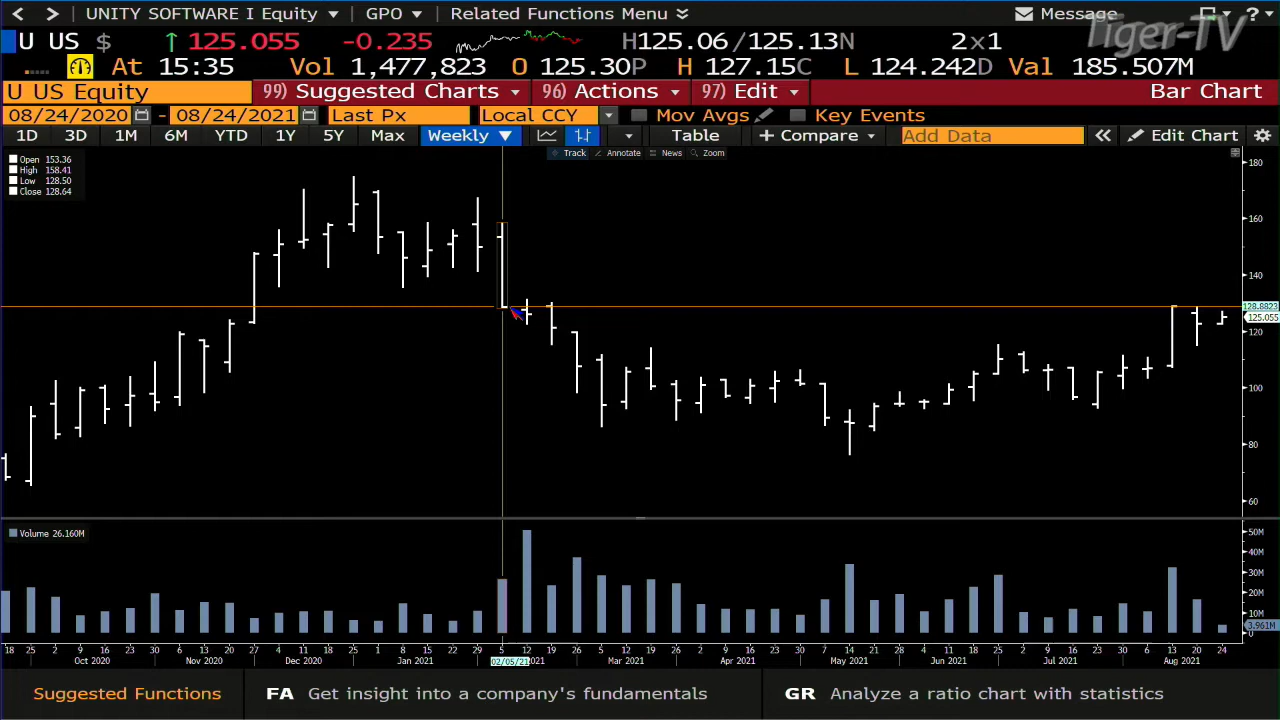 UNITY SOFTWARE I Equity GPO Related Functions Menu Message ?
Tiger-TV
U US $ 125.055 -0.235 H125.06/125.13N 2x1
At 15:35 Vol 1,477,823 O 125.30P H 127.15C L 124.242D Val 185.507M
U US Equity 99) Suggested Charts 96) Actions 97) Edit Bar Chart
08/24/2020 - 08/24/2021 Last Px Local CCY Mov Avgs Key Events
1D 3D 1M 6M YTD 1Y 5Y Max Weekly Table + Compare Add Data Edit Chart
Track Annotate News Zoom
Open 153.36
High 158.41
Low 128.50
Close 128.64
180
160
140
128.8823
125.055
120
100
80
60
Volume 26.160M
50M
40M
30M
20M
10M
3.961M
0
18 25 2 9 16 23 30 6 13 20 27 4 11 18 25 1 8 15 22 29 5 12 19 26 5 12 19 26 2 9 16 23 30 7 14 21 28 4 11 18 25 2 9 16 23 30 6 13 20 24
Oct 2020 Nov 2020 Dec 2020 Jan 2021 02/05/21 021 Mar 2021 Apr 2021 May 2021 Jun 2021 Jul 2021 Aug 2021
Suggested Functions FA Get insight into a company's fundamentals GR Analyze a ratio chart with statistics